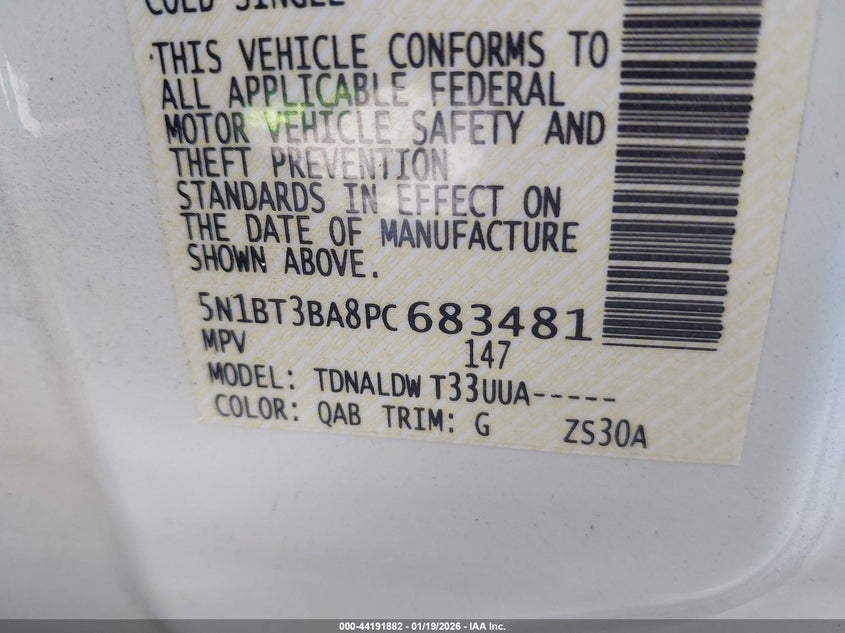 COLD SINGLE
THIS VEHICLE CONFORMS TO
ALL APPLICABLE FEDERAL
MOTOR VEHICLE SAFETY AND
THEFT PREVENTION
STANDARDS IN EFFECT ON
THE DATE OF MANUFACTURE
SHOWN ABOVE.
5N1BT3BA8PC683481
MPV 147
MODEL: TDNALDW T33UUA-----
COLOR: QAB TRIM: G ZS30A
000-44191882 - 01/19/2026 - IAA Inc.